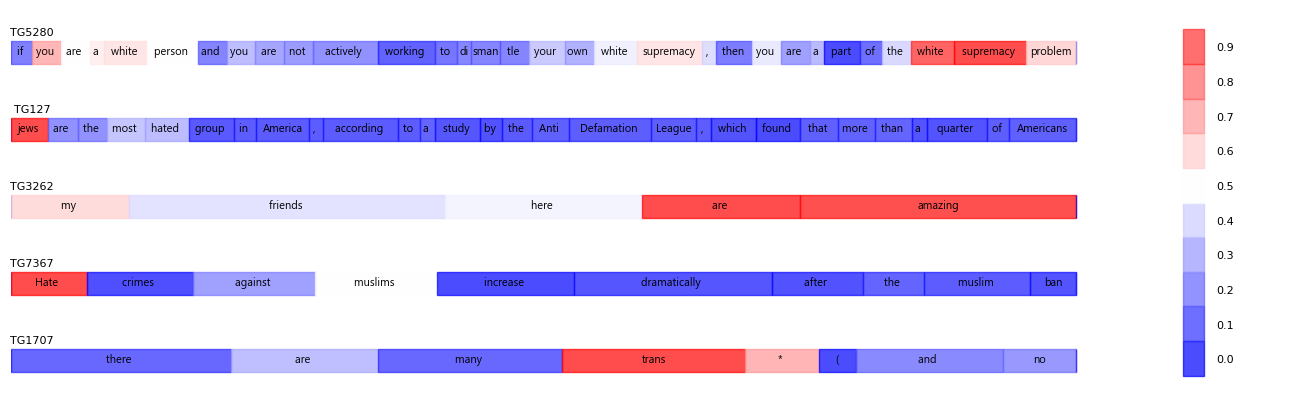 TG5280
if you are a white person and you are not actively working to di sman tle your own white supremacy , then you are a part of the white supremacy problem
TG127
jews are the most hated group in America , according to a study by the Anti Defamation League , which found that more than a quarter of Americans
TG3262
my friends here are amazing
TG7367
Hate crimes against muslims increase dramatically after the muslim ban
TG1707
there are many trans * ( and no
0.9
0.8
0.7
0.6
0.5
0.4
0.3
0.2
0.1
0.0